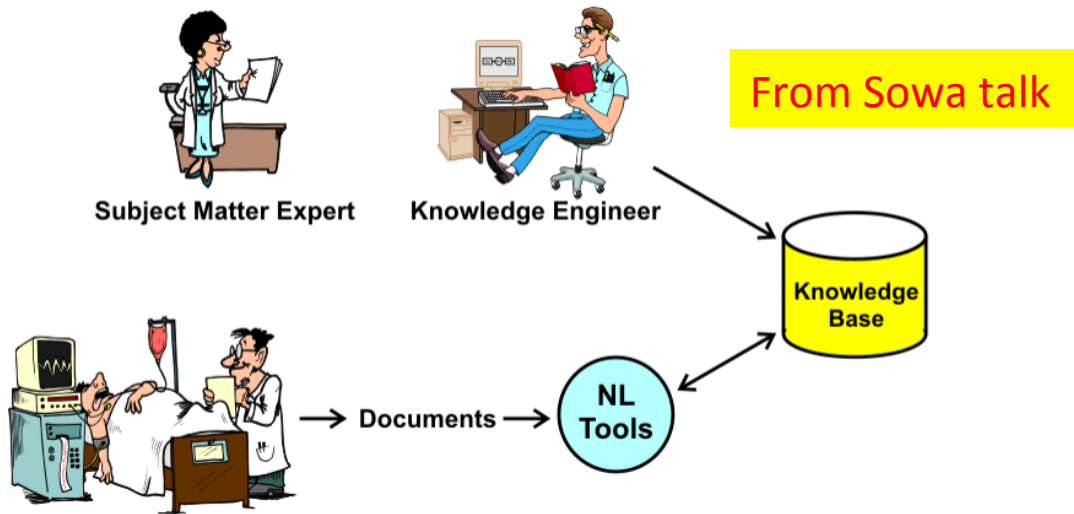 From Sowa talk
Subject Matter Expert
Knowledge Engineer
Knowledge
Base
Documents
NL
Tools